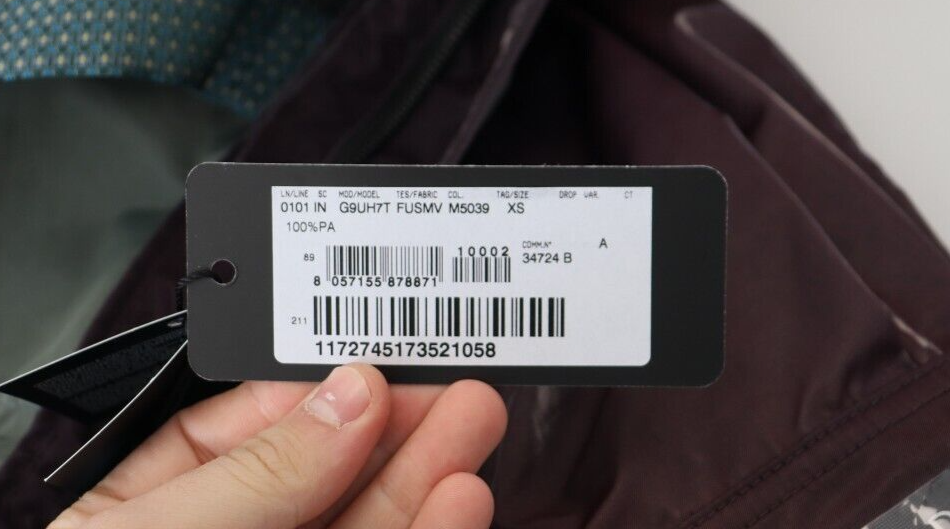 LN/LINE SC MOD/MODEL TES/FABRIC COL. TAG/SIZE DROP VAR. CT
0101 IN G9UH7T FUSMV M5039 XS
100%PA
A
89 10002 COMM.N° 34724 B
8 057155 878871
211
1172745173521058